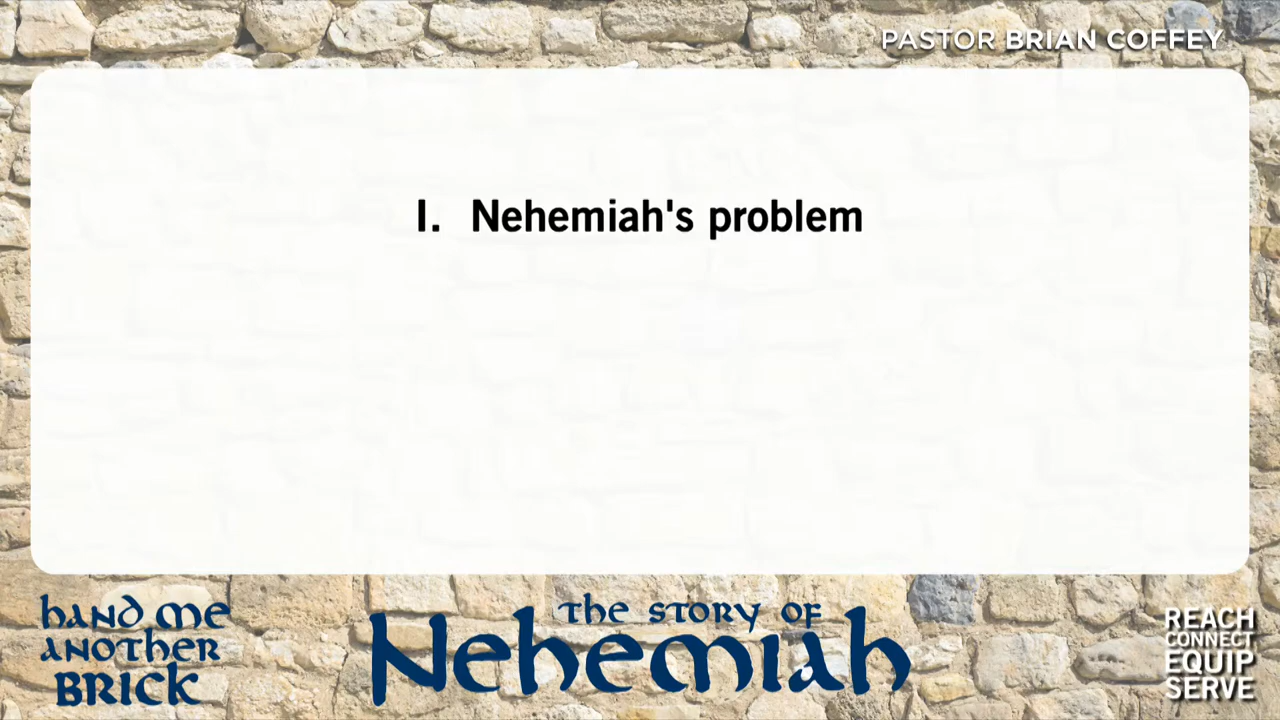 PASTOR BRIAN COFFEY
I. Nehemiah's problem
hand me
another
BRICK
the story of
Nehemiah
REACH
CONNECT
EQUIP
SERVE